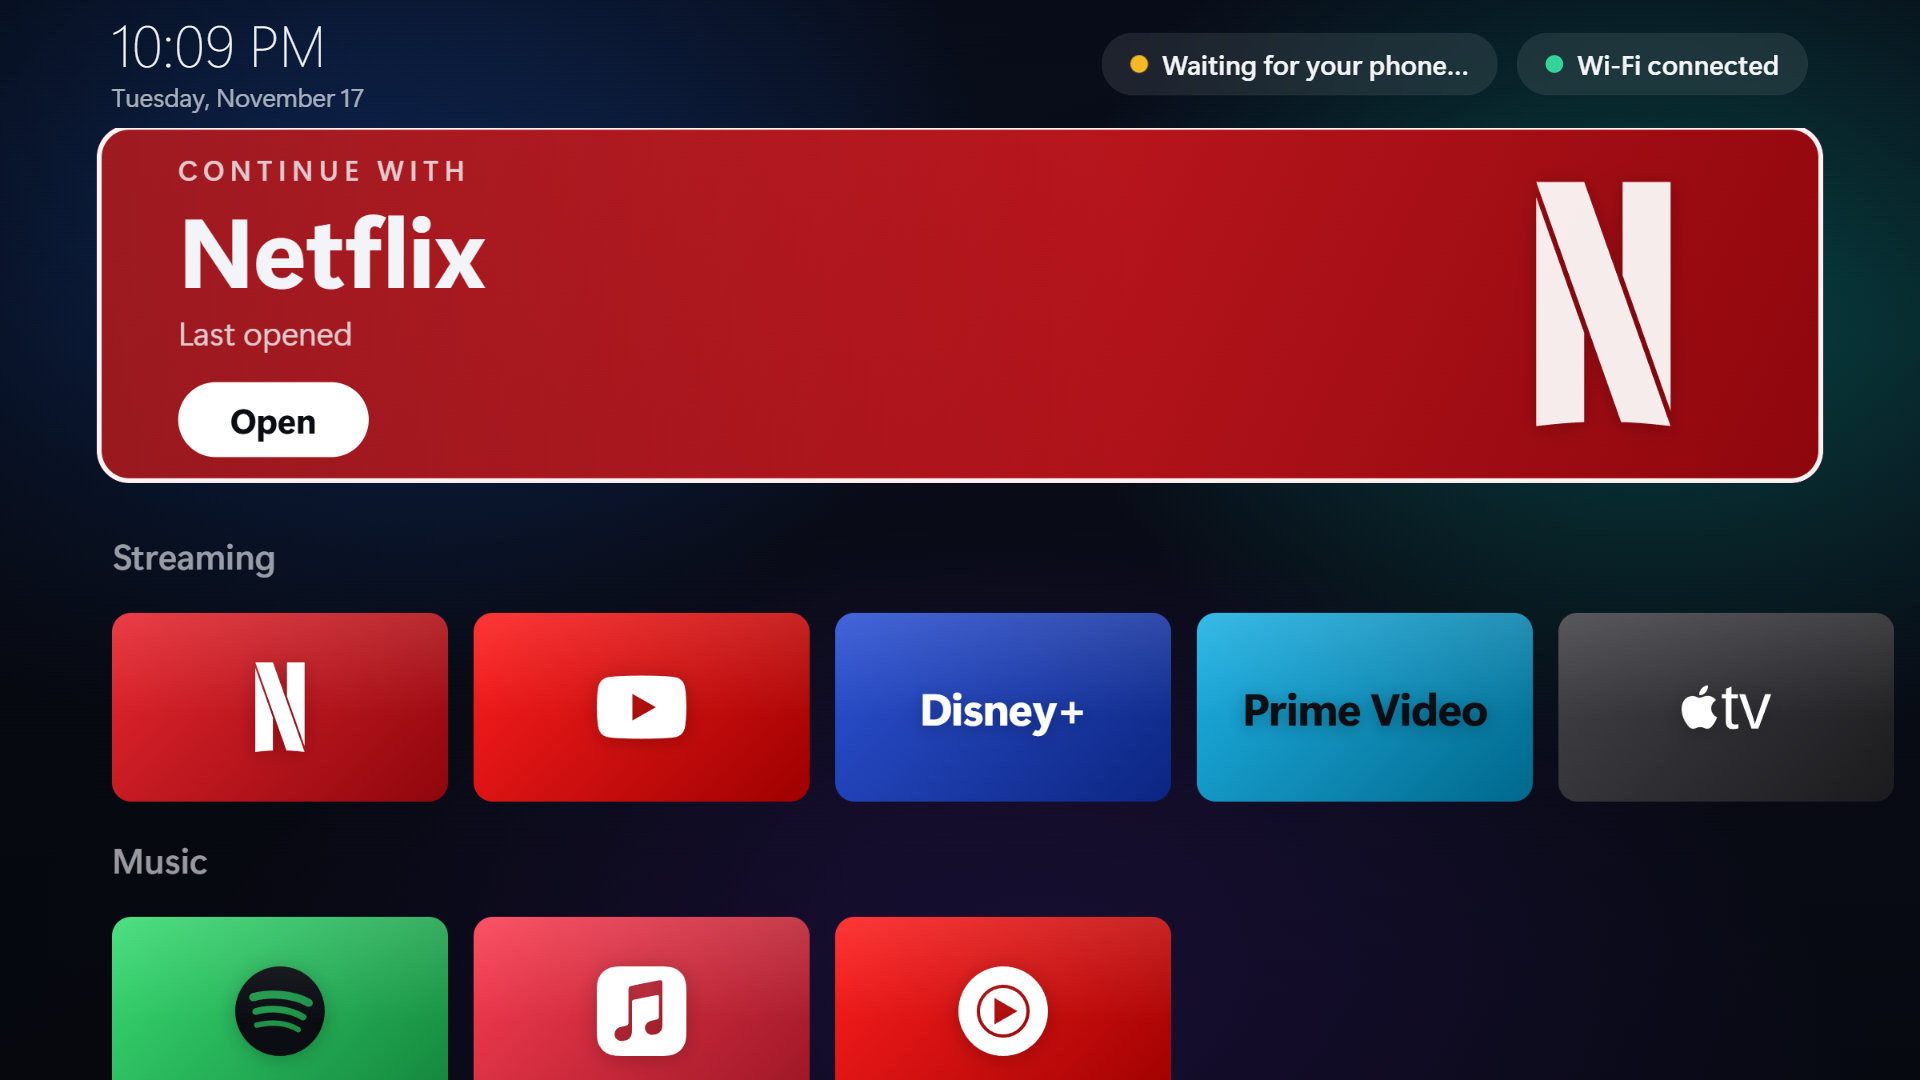 10:09 PM
Tuesday, November 17
Waiting for your phone...
Wi-Fi connected
CONTINUE WITH
Netflix
Last opened
Open
Streaming
Disney+
Prime Video
tv
Music